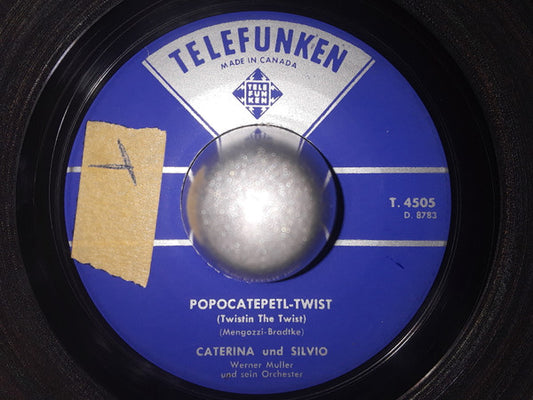 TELEFUNKEN
MADE IN CANADA
TELE
FUN
KEN
T. 4505
D. 8783
POPOCATEPETL-TWIST
(Twistin The Twist)
(Mengozzi-Bradtke)
CATERINA und SILVIO
Werner Muller
und sein Orchester